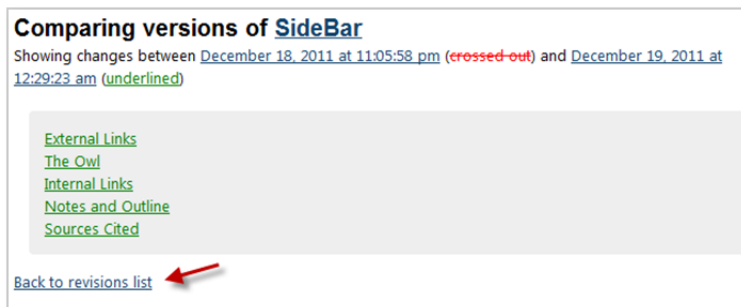 Comparing versions of SideBar
Showing changes between December 18, 2011 at 11:05:58 pm (crossed out) and December 19, 2011 at
12:29:23 am (underlined)
External Links
The Owl
Internal Links
Notes and Outline
Sources Cited
Back to revisions list